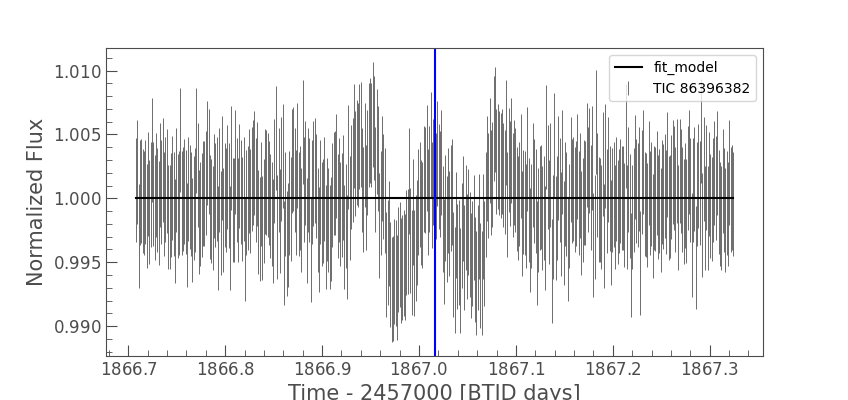 1.010
1.005
1.000
0.995
0.990
Normalized Flux
fit_model
TIC 86396382
1866.7 1866.8 1866.9 1867.0 1867.1 1867.2 1867.3
Time - 2457000 [BTJD days]